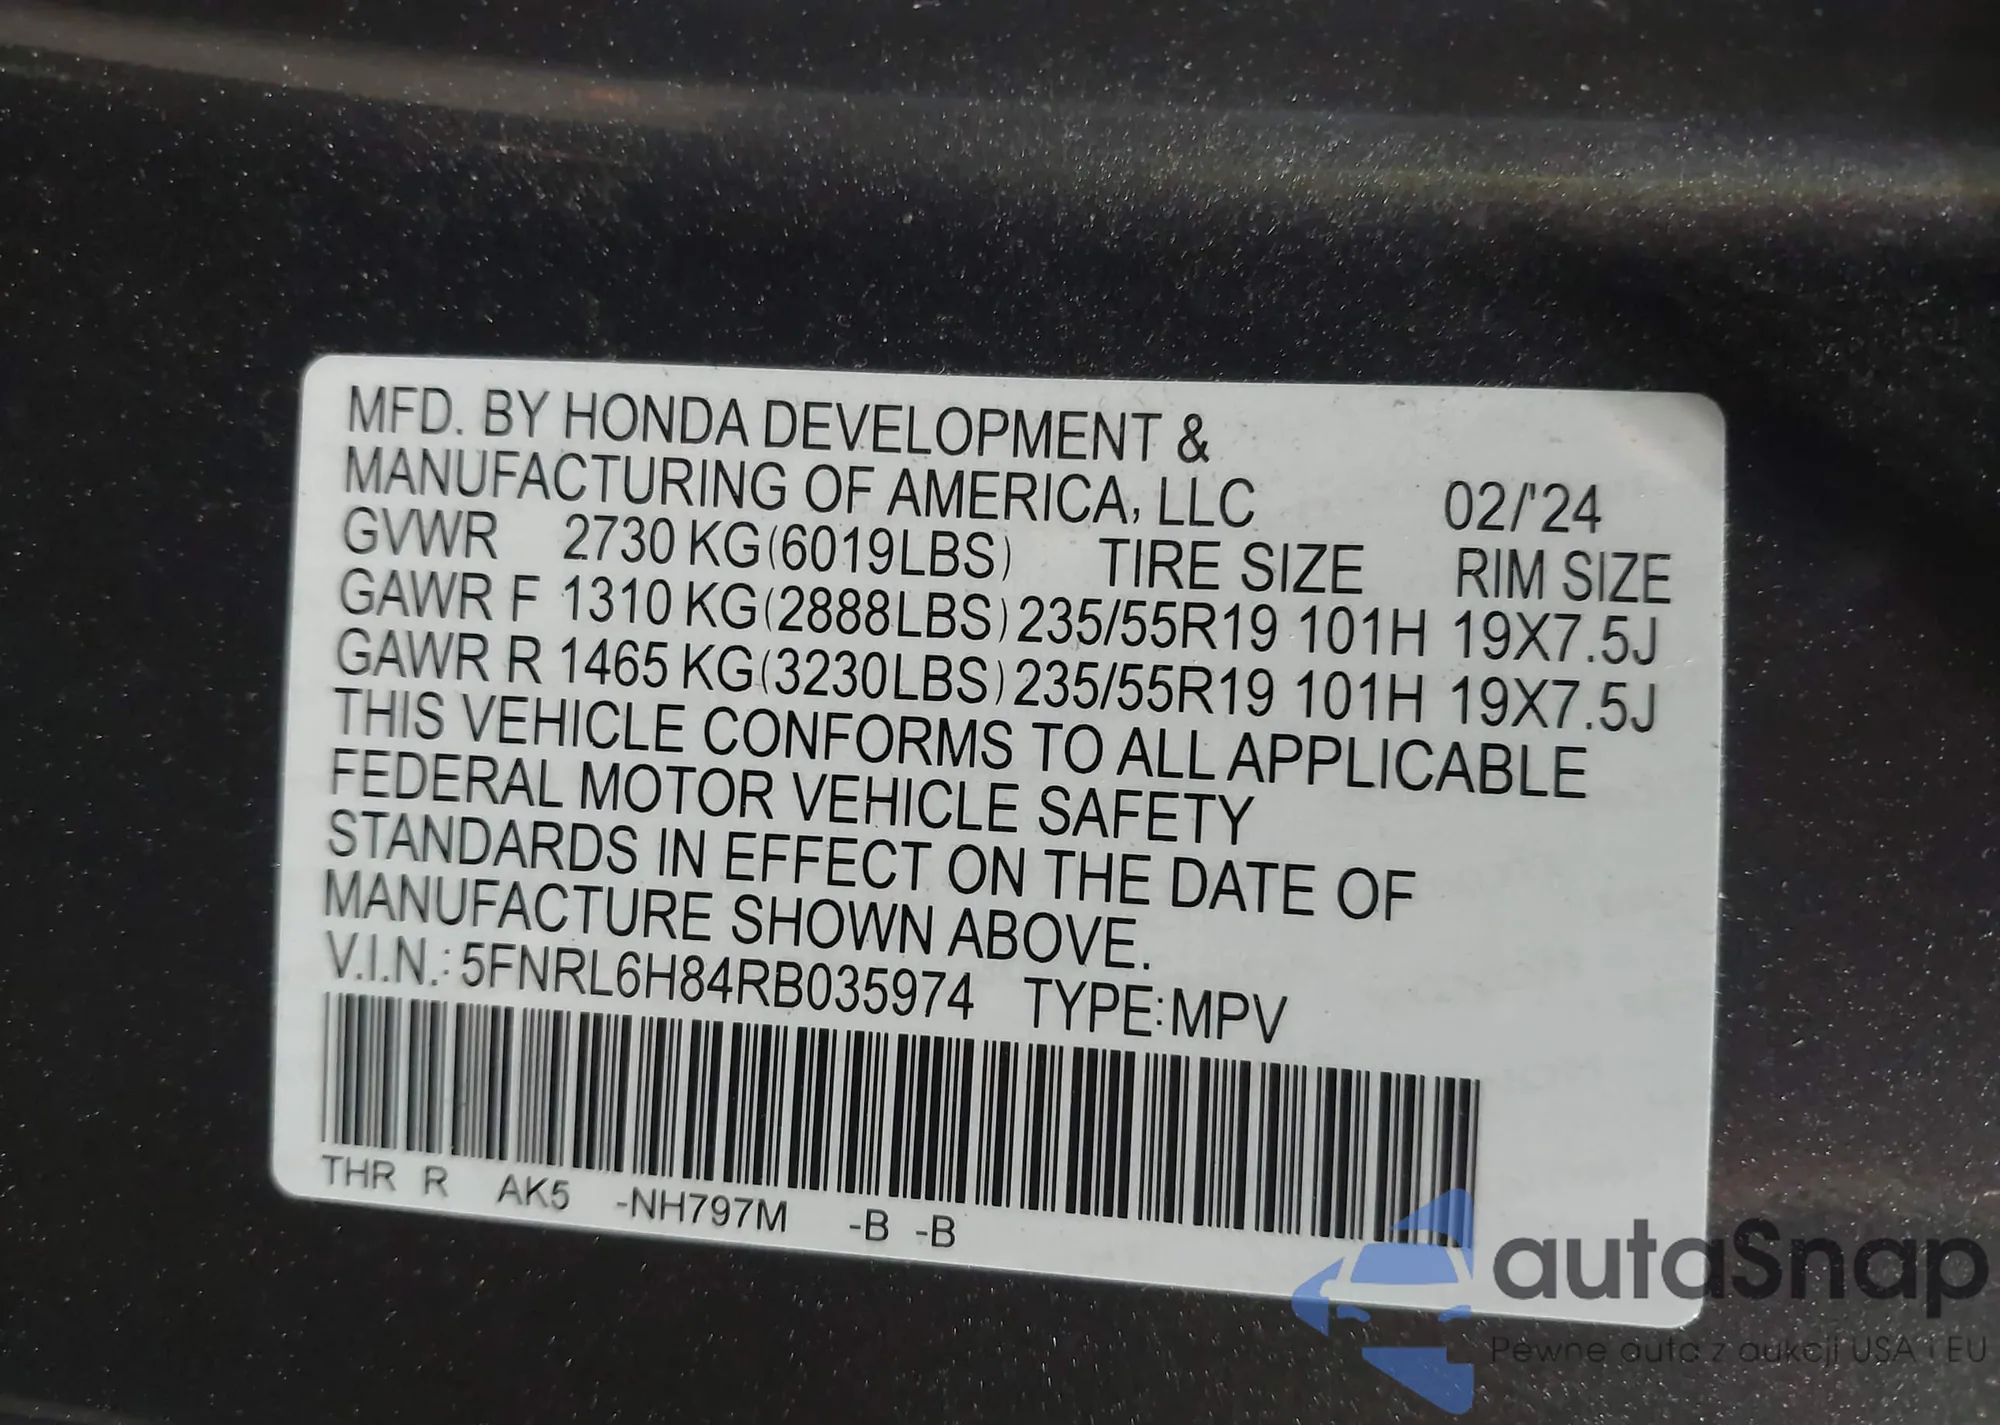 MFD. BY HONDA DEVELOPMENT &
MANUFACTURING OF AMERICA, LLC 02/'24
GVWR 2730 KG(6019LBS) TIRE SIZE RIM SIZE
GAWR F 1310 KG(2888LBS) 235/55R19 101H 19X7.5J
GAWR R 1465 KG(3230LBS) 235/55R19 101H 19X7.5J
THIS VEHICLE CONFORMS TO ALL APPLICABLE
FEDERAL MOTOR VEHICLE SAFETY
STANDARDS IN EFFECT ON THE DATE OF
MANUFACTURE SHOWN ABOVE.
V.I.N.: 5FNRL6H84RB035974 TYPE:MPV
THR R AK5 -NH797M -B -B
autaSnap
Pewne auta z aukcji USA i EU